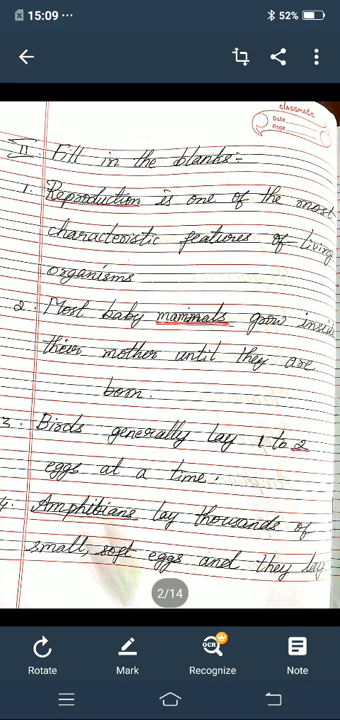 15:09 ...
52%
classmate
Date
Page
II. Fill in the blanks:-
1. Reproduction is one of the most
characteristic features of living
organisms
2. Most baby mammals grow inside
their mother until they are
born.
3. Birds generally lay 1 to 2
eggs at a time.
4. Amphibians lay thousands of
small, soft eggs and they lay
2/14
OCR
Rotate Mark Recognize Note